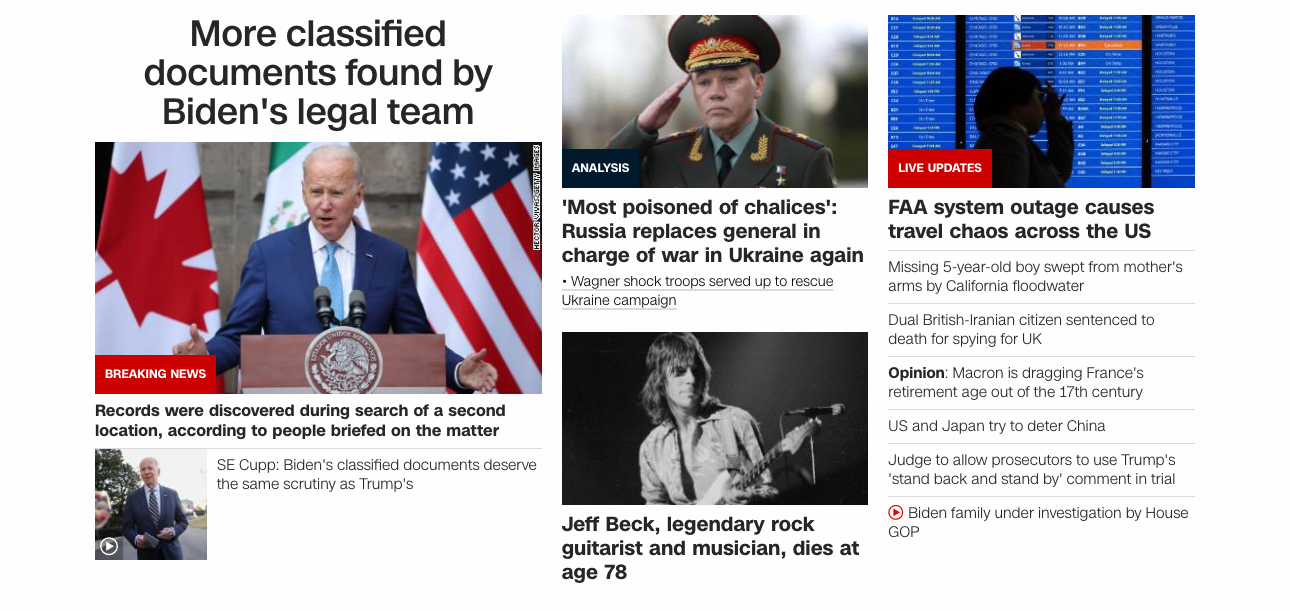 More classified
documents found by
Biden's legal team
HECTOR VIVAS/GETTY IMAGES
BREAKING NEWS
Records were discovered during search of a second
location, according to people briefed on the matter
SE Cupp: Biden's classified documents deserve
the same scrutiny as Trump's
ESTADOS UNIDOS MEXICANOS
ANALYSIS
'Most poisoned of chalices':
Russia replaces general in
charge of war in Ukraine again
• Wagner shock troops served up to rescue
Ukraine campaign
Jeff Beck, legendary rock
guitarist and musician, dies at
age 78
LIVE UPDATES
FAA system outage causes
travel chaos across the US
Missing 5-year-old boy swept from mother's
arms by California floodwater
Dual British-Iranian citizen sentenced to
death for spying for UK
Opinion: Macron is dragging France's
retirement age out of the 17th century
US and Japan try to deter China
Judge to allow prosecutors to use Trump's
'stand back and stand by' comment in trial
Biden family under investigation by House
GOP